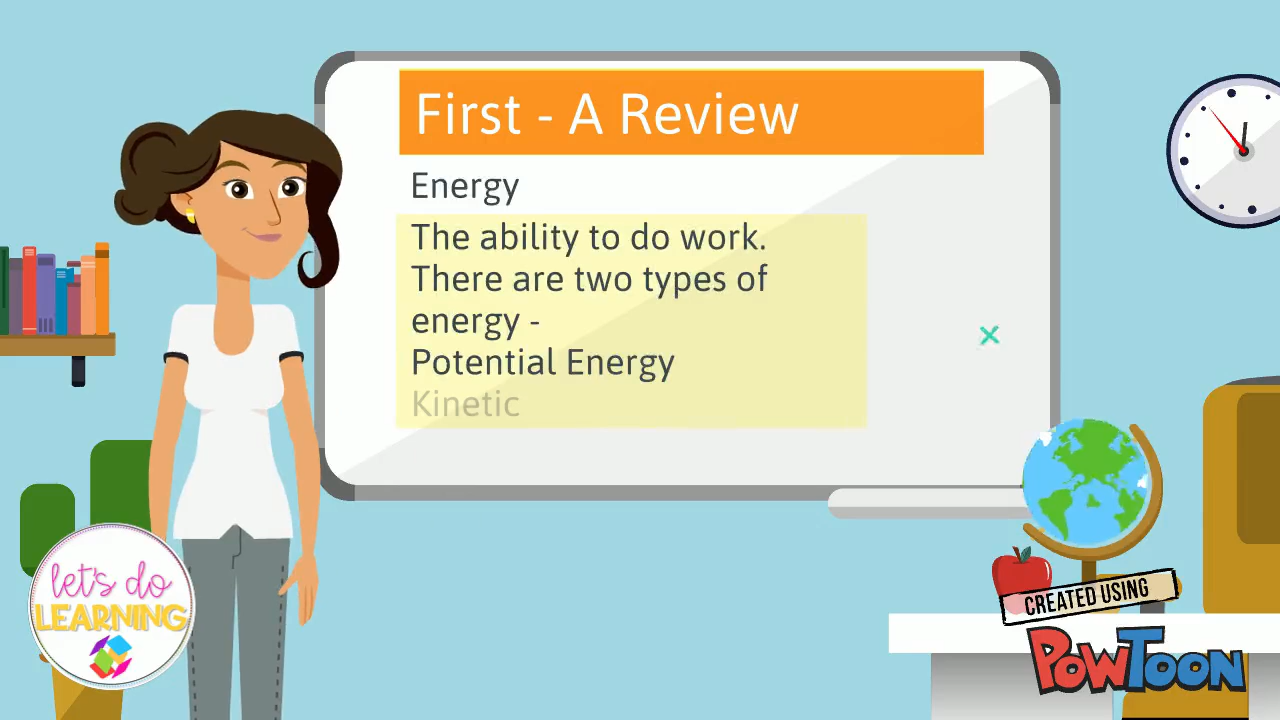 First - A Review
Energy
The ability to do work.
There are two types of
energy -
Potential Energy
Kinetic
let's do
LEARNING
CREATED USING
POWTOON